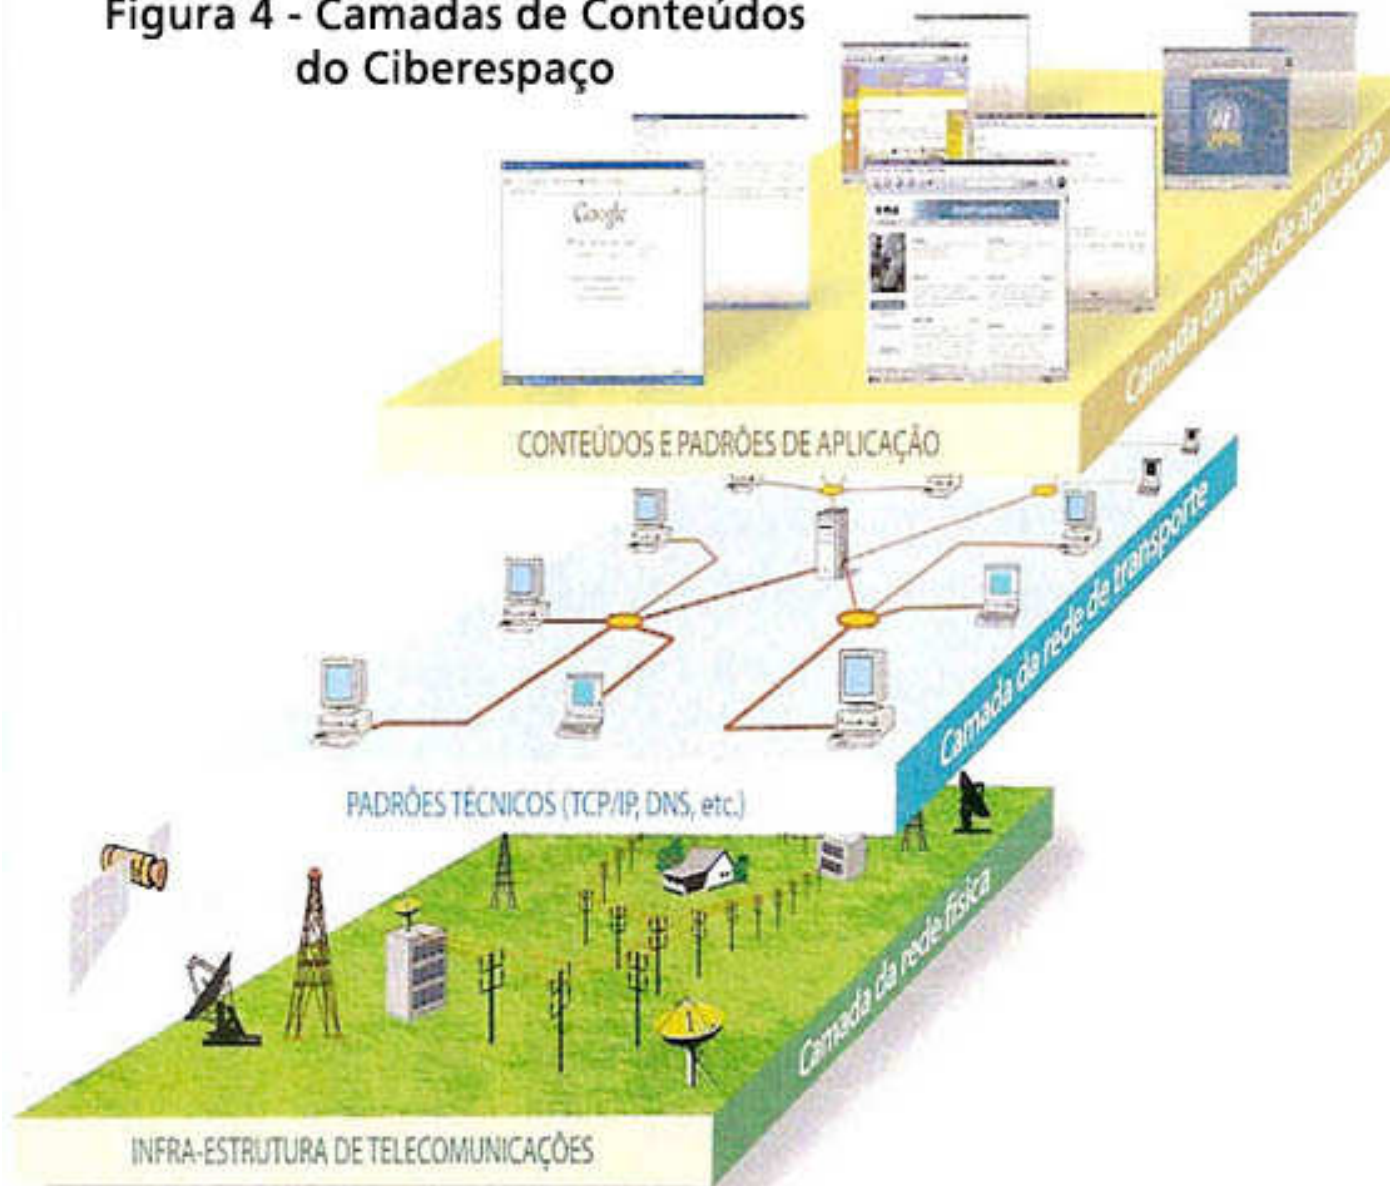 Figura 4 - Camadas de Conteúdos
do Ciberespaço
Google
Camada da rede de aplicação
CONTEÚDOS E PADRÕES DE APLICAÇÃO
Camada da rede de transporte
PADRÕES TÉCNICOS (TCP/IP, DNS, etc.)
Camada da rede física
INFRA-ESTRUTURA DE TELECOMUNICAÇÕES